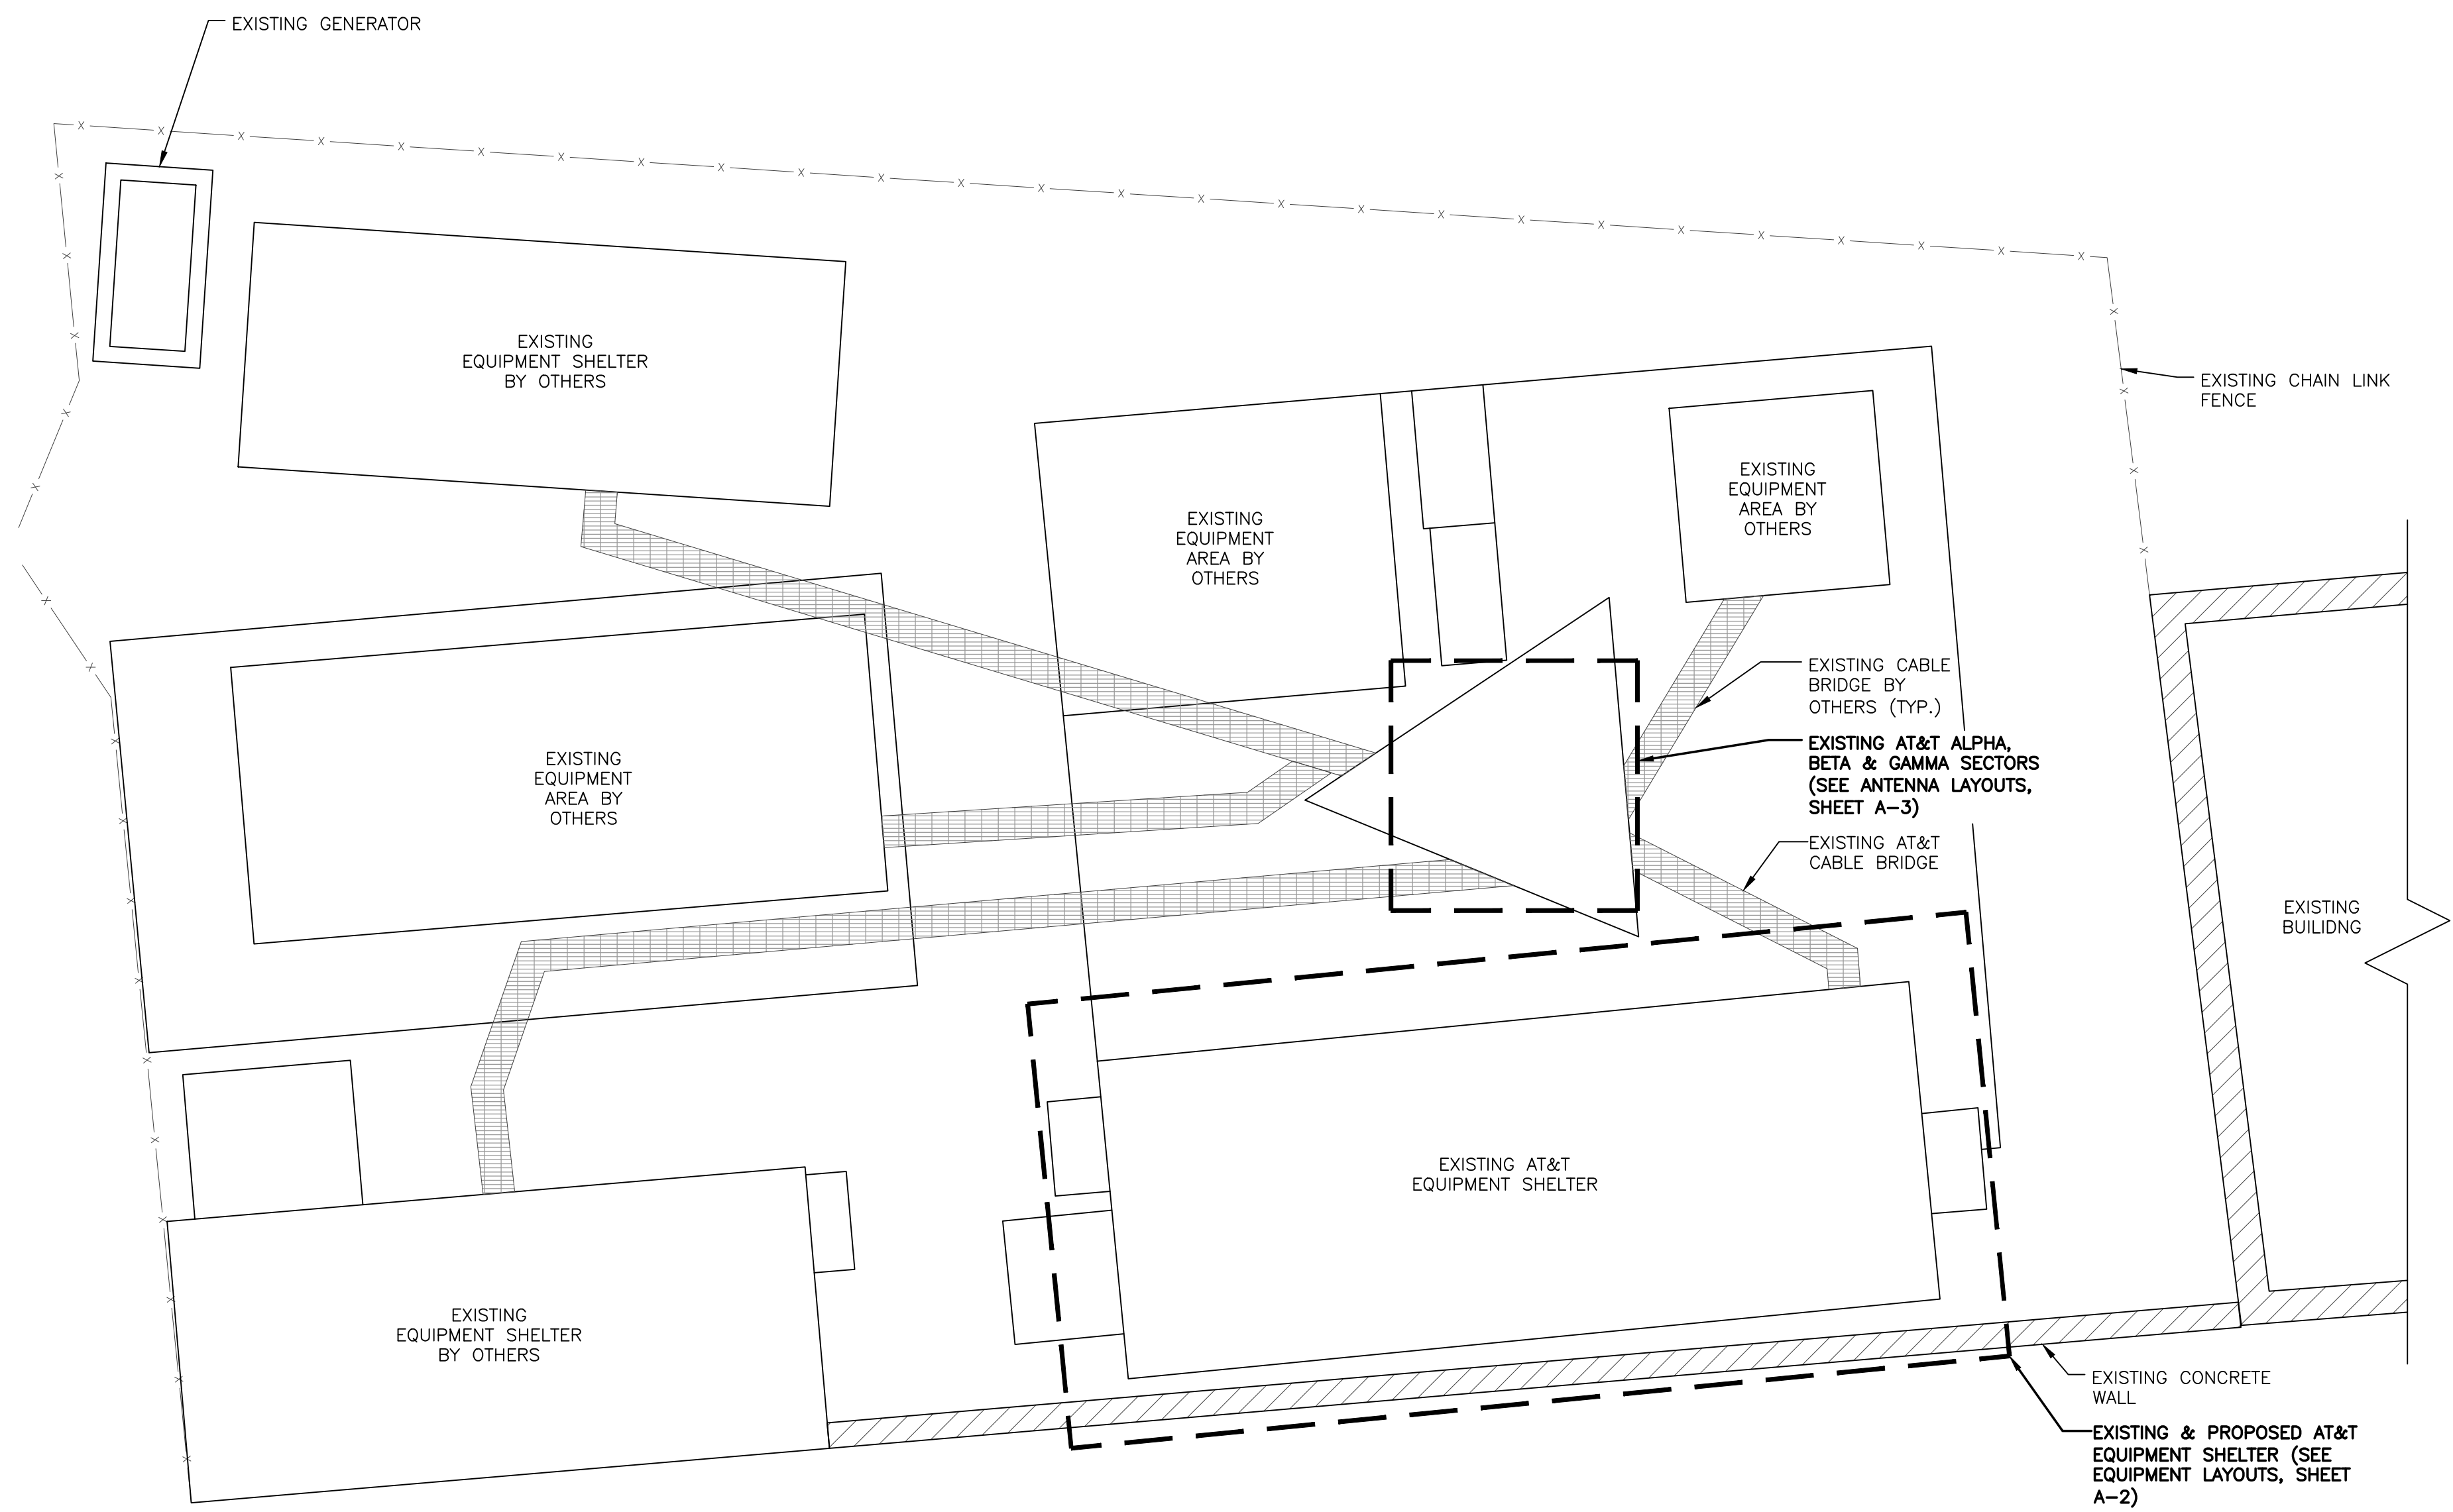 EXISTING GENERATOR
EXISTING
EQUIPMENT SHELTER
BY OTHERS
EXISTING CHAIN LINK
FENCE
EXISTING
EQUIPMENT
AREA BY
OTHERS
EXISTING
EQUIPMENT
AREA BY
OTHERS
EXISTING CABLE
BRIDGE BY
OTHERS (TYP.)
EXISTING AT&T ALPHA,
BETA & GAMMA SECTORS
(SEE ANTENNA LAYOUTS,
SHEET A-3)
EXISTING
EQUIPMENT
AREA BY
OTHERS
EXISTING AT&T
CABLE BRIDGE
EXISTING
BUILIDNG
EXISTING AT&T
EQUIPMENT SHELTER
EXISTING
EQUIPMENT SHELTER
BY OTHERS
EXISTING CONCRETE
WALL
EXISTING & PROPOSED AT&T
EQUIPMENT SHELTER (SEE
EQUIPMENT LAYOUTS, SHEET
A-2)